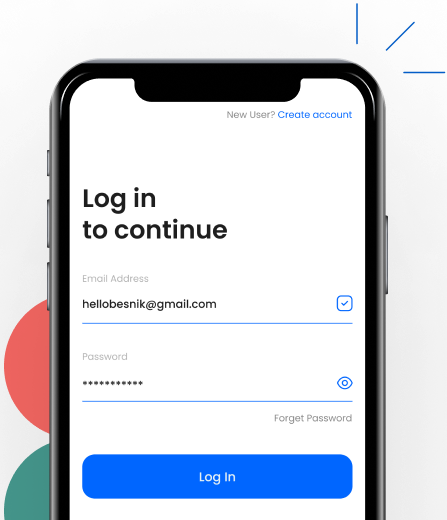 New User? Create account
Log in
to continue
Email Address
hellobesnik@gmail.com
Password
***********
Forget Password
Log In